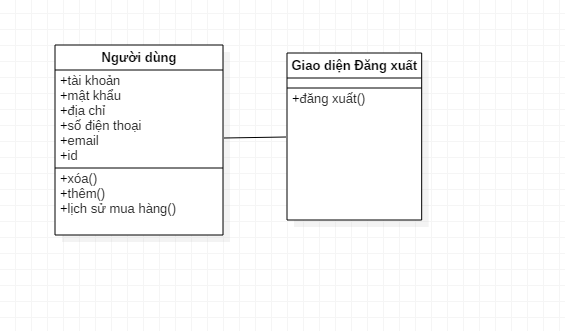 Người dùng
+tài khoản
+mật khẩu
+địa chỉ
+số điện thoại
+email
+id
+xóa()
+thêm()
+lịch sử mua hàng()
Giao diện Đăng xuất
+đăng xuất()